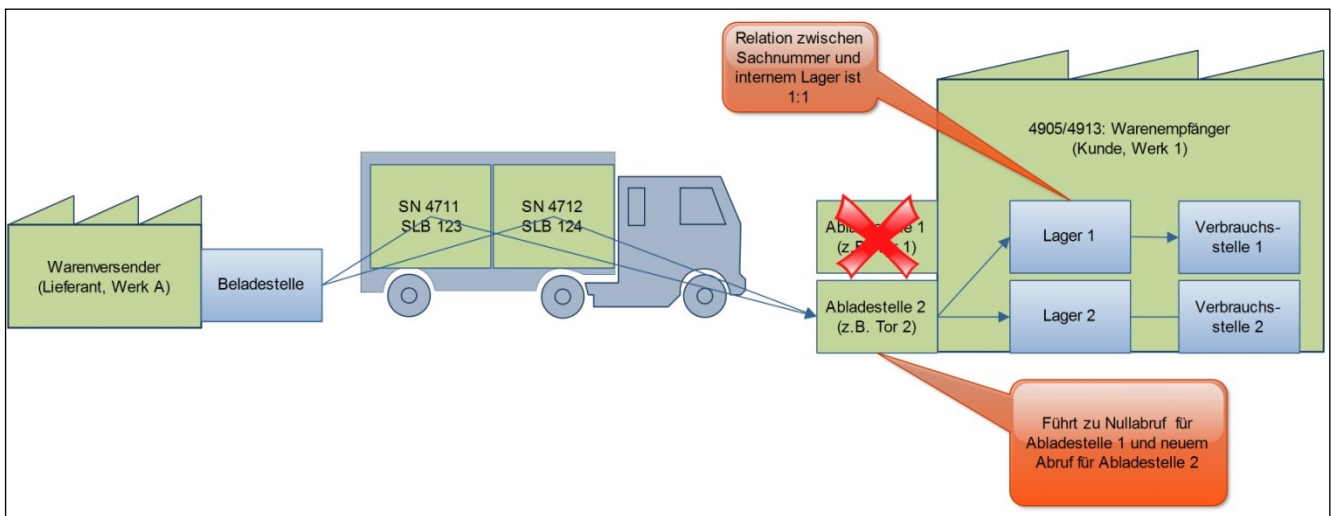 Relation zwischen
Sachnummer und
internem Lager ist
1:1
4905/4913: Warenempfänger
(Kunde, Werk 1)
SN 4711
SLB 123
SN 4712
SLB 124
Warenversender
(Lieferant, Werk A)
Beladestelle
1
(z.B. 1)
Abladestelle 2
(z.B. Tor 2)
Lager 1
Verbrauchs-
stelle 1
Lager 2
Verbrauchs-
stelle 2
Führt zu Nullabruf für
Abladestelle 1 und neuem
Abruf für Abladestelle 2